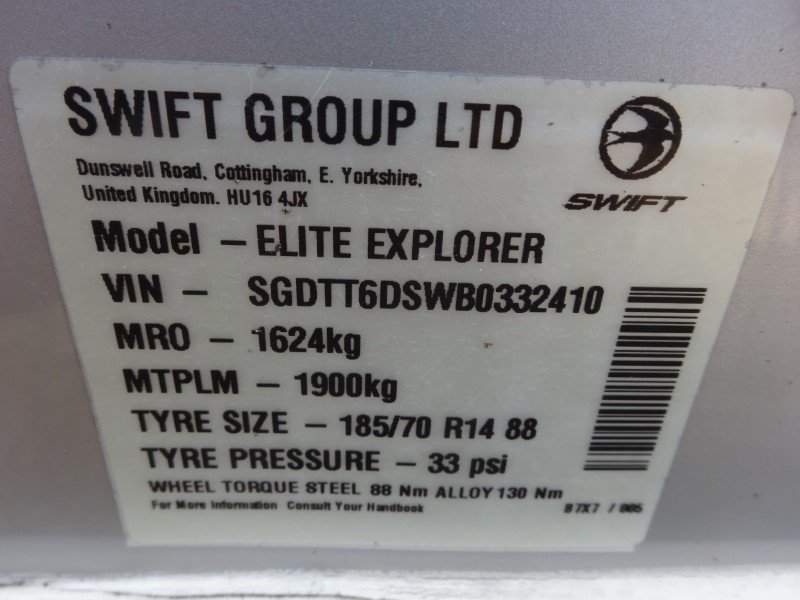 SWIFT GROUP LTD
Dunswell Road, Cottingham, E. Yorkshire,
United Kingdom. HU16 4JX
SWIFT
Model – ELITE EXPLORER
VIN – SGDTT6DSWB0332410
MRO – 1624kg
MTPLM – 1900kg
TYRE SIZE – 185/70 R14 88
TYRE PRESSURE – 33 psi
WHEEL TORQUE STEEL 88 Nm ALLOY 130 Nm
For More Information Consult Your Handbook
87X7 / 005